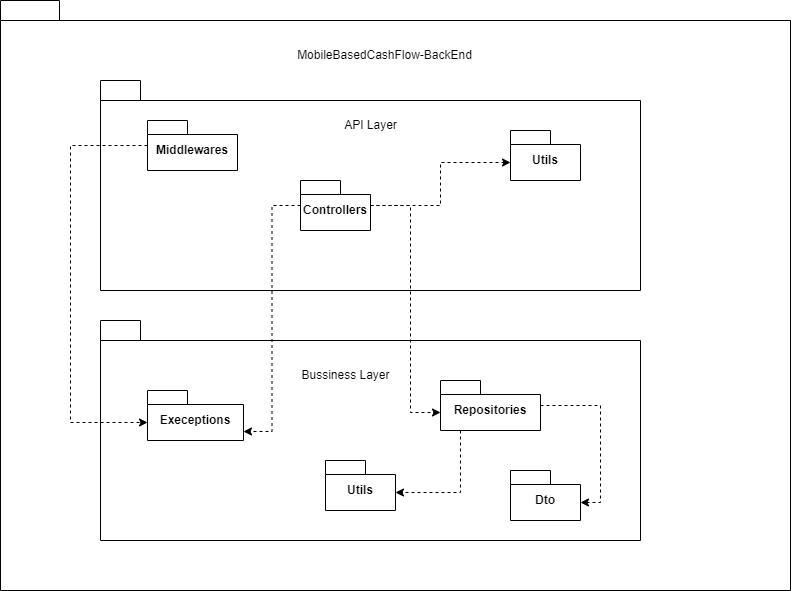 MobileBasedCashFlow-BackEnd
API Layer
Middlewares
Utils
Controllers
Bussiness Layer
Execeptions
Repositories
Utils
Dto